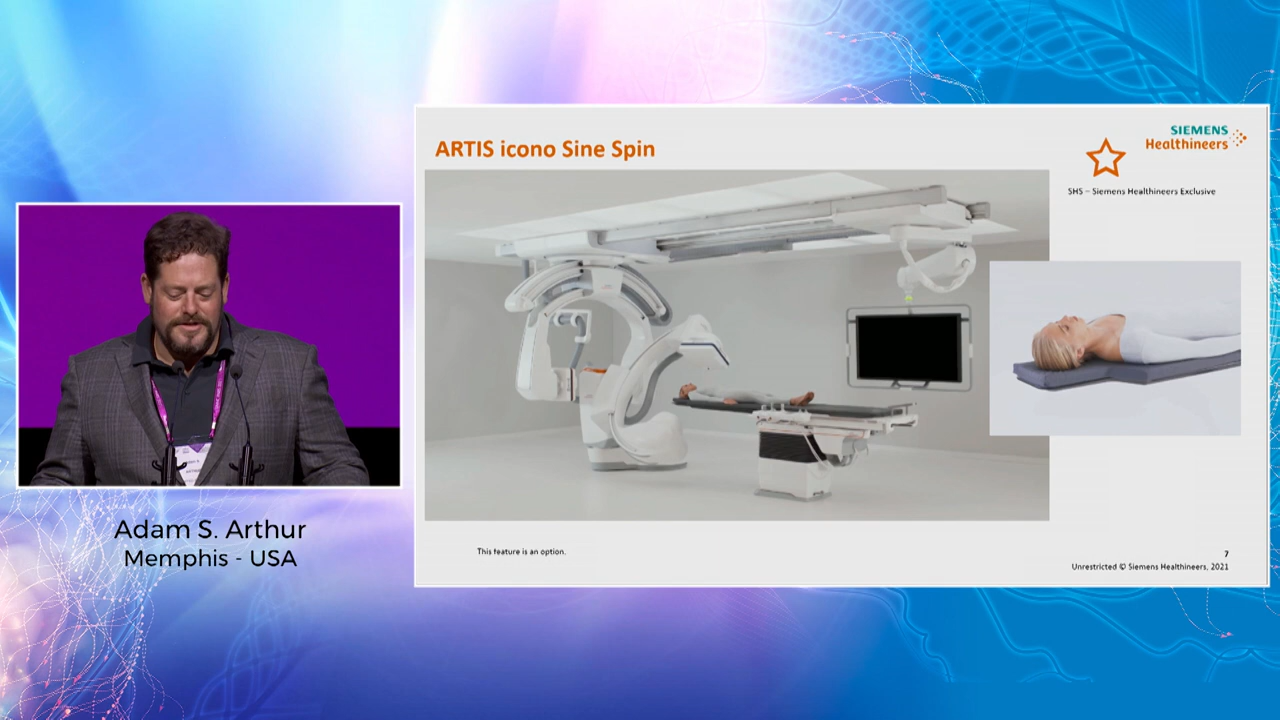 ARTIS icono Sine Spin
SIEMENS
Healthineers
SHS – Siemens Healthineers Exclusive
Adam S. Arthur
Memphis - USA
This feature is an option.
7
Unrestricted © Siemens Healthineers, 2021